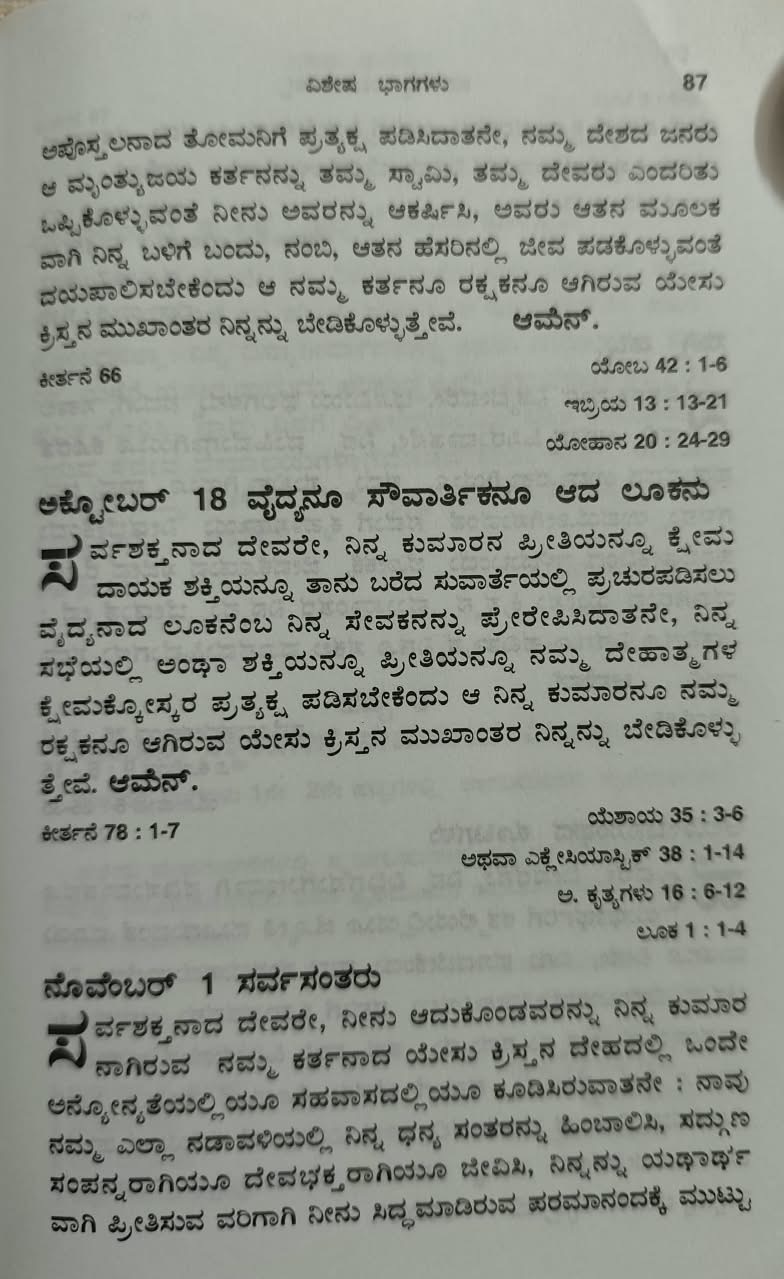 ವಿಶೇಷ ಭಾಗಗಳು 87
ಅಪೊಸ್ತಲನಾದ ತೋಮನಿಗೆ ಪ್ರತ್ಯಕ್ಷ ಪಡಿಸಿದಾತನೇ, ನಮ್ಮ ದೇಶದ ಜನರು
ಆ ಮೃಂತ್ಯುಜಯ ಕರ್ತನನ್ನು ತಮ್ಮ ಸ್ವಾಮಿ, ತಮ್ಮ ದೇವರು ಎಂದರಿತು
ಒಪ್ಪಿಕೊಳ್ಳುವಂತೆ ನೀನು ಅವರನ್ನು ಆಕರ್ಷಿಸಿ, ಅವರು ಆತನ ಮೂಲಕ
ವಾಗಿ ನಿನ್ನ ಬಳಿಗೆ ಬಂದು, ನಂಬಿ, ಆತನ ಹೆಸರಿನಲ್ಲಿ ಜೀವ ಪಡಕೊಳ್ಳುವಂತೆ
ದಯಪಾಲಿಸಬೇಕೆಂದು ಆ ನಮ್ಮ ಕರ್ತನೂ ರಕ್ಷಕನೂ ಆಗಿರುವ ಯೇಸು
ಕ್ರಿಸ್ತನ ಮುಖಾಂತರ ನಿನ್ನನ್ನು ಬೇಡಿಕೊಳ್ಳುತ್ತೇವೆ. ಆಮೆನ್.
ಕೀರ್ತನೆ 66 ಯೋಬ 42 : 1-6
ಇಬ್ರಿಯ 13 : 13-21
ಯೋಹಾನ 20 : 24-29
ಅಕ್ಟೋಬರ್ 18 ವೈದ್ಯನೂ ಸೌವಾರ್ತಿಕನೂ ಆದ ಲೂಕನು
ಸರ್ವಶಕ್ತನಾದ ದೇವರೇ, ನಿನ್ನ ಕುಮಾರನ ಪ್ರೀತಿಯನ್ನೂ ಕ್ಷೇಮ
ದಾಯಕ ಶಕ್ತಿಯನ್ನೂ ತಾನು ಬರೆದ ಸುವಾರ್ತೆಯಲ್ಲಿ ಪ್ರಚುರಪಡಿಸಲು
ವೈದ್ಯನಾದ ಲೂಕನೆಂಬ ನಿನ್ನ ಸೇವಕನನ್ನು ಪ್ರೇರೇಪಿಸಿದಾತನೇ, ನಿನ್ನ
ಸಭೆಯಲ್ಲಿ ಅಂಥಾ ಶಕ್ತಿಯನ್ನೂ ಪ್ರೀತಿಯನ್ನೂ ನಮ್ಮ ದೇಹಾತ್ಮಗಳ
ಕ್ಷೇಮಕ್ಕೋಸ್ಕರ ಪ್ರತ್ಯಕ್ಷ ಪಡಿಸಬೇಕೆಂದು ಆ ನಿನ್ನ ಕುಮಾರನೂ ನಮ್ಮ
ರಕ್ಷಕನೂ ಆಗಿರುವ ಯೇಸು ಕ್ರಿಸ್ತನ ಮುಖಾಂತರ ನಿನ್ನನ್ನು ಬೇಡಿಕೊಳ್ಳು
ತ್ತೇವೆ. ಆಮೆನ್.
ಕೀರ್ತನೆ 78 : 1-7 ಯೆಶಾಯ 35 : 3-6
ಅಥವಾ ಎಕ್ಲೇಸಿಯಾಸ್ಟಿಕ್ 38 : 1-14
ಅ. ಕೃತ್ಯಗಳು 16 : 6-12
ಲೂಕ 1 : 1-4
ನೊವೆಂಬರ್ 1 ಸರ್ವಸಂತರು
ಸರ್ವಶಕ್ತನಾದ ದೇವರೇ, ನೀನು ಆದುಕೊಂಡವರನ್ನು ನಿನ್ನ ಕುಮಾರ
ನಾಗಿರುವ ನಮ್ಮ ಕರ್ತನಾದ ಯೇಸು ಕ್ರಿಸ್ತನ ದೇಹದಲ್ಲಿ ಒಂದೇ
ಅನ್ಯೋನ್ಯತೆಯಲ್ಲಿಯೂ ಸಹವಾಸದಲ್ಲಿಯೂ ಕೂಡಿಸಿರುವಾತನೇ : ನಾವು
ನಮ್ಮ ಎಲ್ಲಾ ನಡಾವಳಿಯಲ್ಲಿ ನಿನ್ನ ಧನ್ಯ ಸಂತರನ್ನು ಹಿಂಬಾಲಿಸಿ, ಸದ್ಗುಣ
ಸಂಪನ್ನರಾಗಿಯೂ ದೇವಭಕ್ತರಾಗಿಯೂ ಜೀವಿಸಿ, ನಿನ್ನನ್ನು ಯಥಾರ್ಥ
ವಾಗಿ ಪ್ರೀತಿಸುವ ವರಿಗಾಗಿ ನೀನು ಸಿದ್ಧಮಾಡಿರುವ ಪರಮಾನಂದಕ್ಕೆ ಮುಟ್ಟು